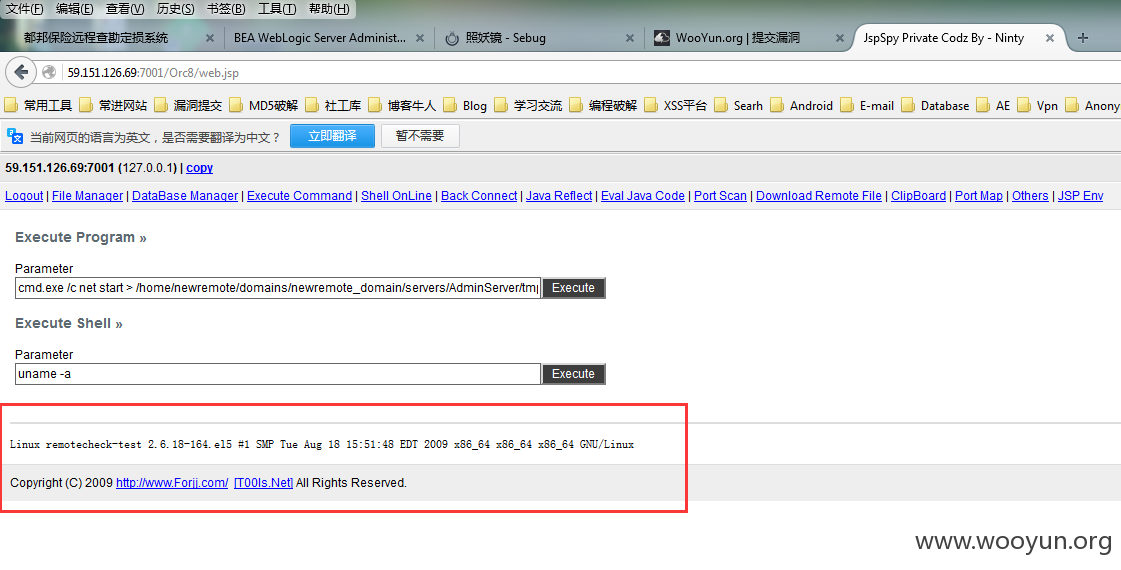 文件(F) 编辑(E) 查看(V) 历史(S) 书签(B) 工具(T) 帮助(H)
都邦保险远程查勘定损系统 × BEA WebLogic Server Administ... × 照妖镜 - Sebug × WooYun.org | 提交漏洞 × JspSpy Private Codz By - Ninty × +
59.151.126.69:7001/Orc8/web.jsp
常用工具 常进网站 漏洞提交 MD5破解 社工库 博客牛人 Blog 学习交流 编程破解 XSS平台 Searh Android E-mail Database AE Vpn Anony
当前网页的语言为英文，是否需要翻译为中文？ 立即翻译 暂不需要
59.151.126.69:7001 (127.0.0.1) | copy
Logout | File Manager | DataBase Manager | Execute Command | Shell OnLine | Back Connect | Java Reflect | Eval Java Code | Port Scan | Download Remote File | ClipBoard | Port Map | Others | JSP Env
Execute Program »
Parameter
cmd.exe /c net start > /home/newremote/domains/newremote_domain/servers/AdminServer/tmp Execute
Execute Shell »
Parameter
uname -a Execute
Linux remotecheck-test 2.6.18-164.el5 #1 SMP Tue Aug 18 15:51:48 EDT 2009 x86_64 x86_64 x86_64 GNU/Linux
Copyright (C) 2009 http://www.Forjj.com/ [T00ls.Net] All Rights Reserved.
www.wooyun.org